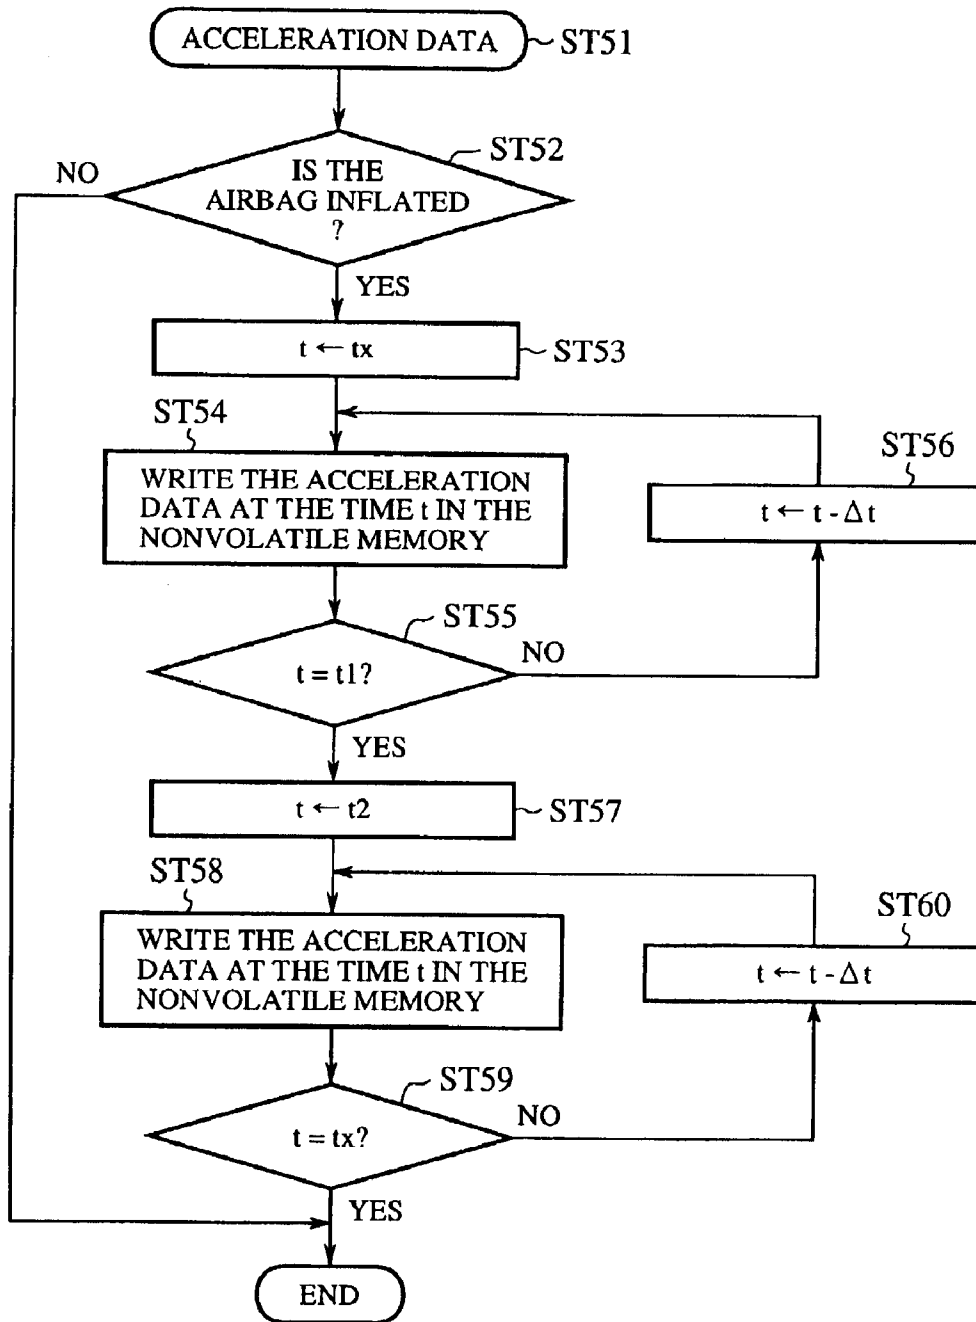 ACCELERATION DATA
ST51
ST52
NO
IS THE
AIRBAG INFLATED
?
YES
t ← tx
ST53
ST54
ST56
WRITE THE ACCELERATION
DATA AT THE TIME t IN THE
NONVOLATILE MEMORY
t ← t - Δt
ST55
t = t1?
NO
YES
t ← t2
ST57
ST58
ST60
WRITE THE ACCELERATION
DATA AT THE TIME t IN THE
NONVOLATILE MEMORY
t ← t - Δt
ST59
t = tx?
NO
YES
END